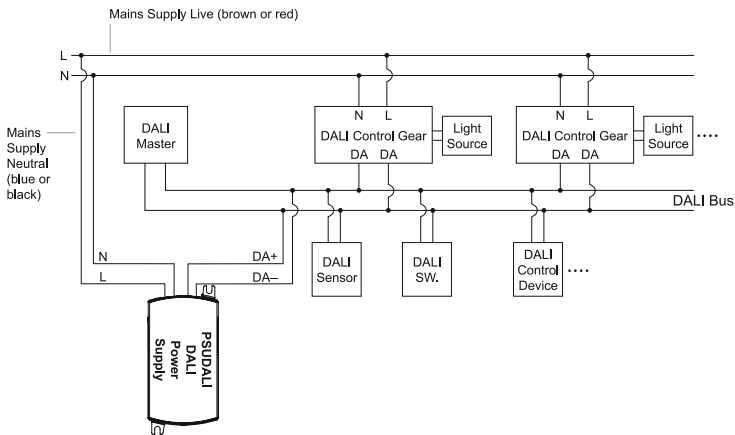 Mains Supply Live (brown or red)
L
N
Mains
Supply
Neutral
(blue or
black)
DALI
Master
N L
DALI Control Gear
DA DA
Light
Source
N L
DALI Control Gear
DA DA
Light
Source
....
DALI Bus
N
L
DA+
DA–
DALI
Sensor
DALI
SW.
DALI
Control
Device
....
PSUDALI
DALI
Power
Supply